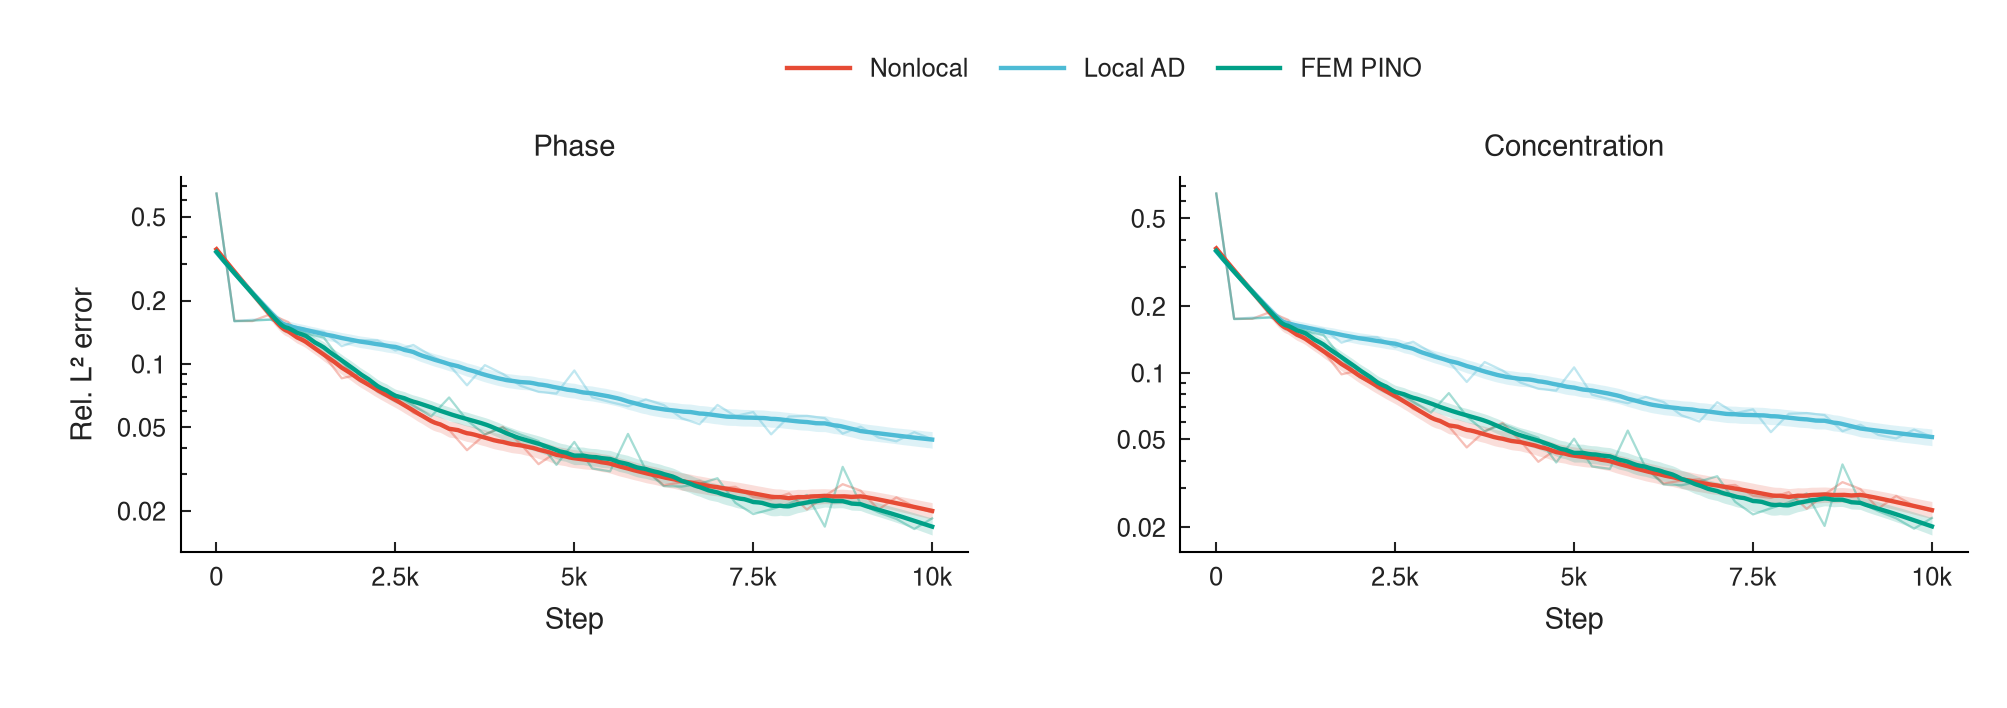 Nonlocal Local AD FEM PINO
Phase
Rel. L² error
0.5
0.2
0.1
0.05
0.02
0 2.5k 5k 7.5k 10k
Step
Concentration
0.5
0.2
0.1
0.05
0.02
0 2.5k 5k 7.5k 10k
Step